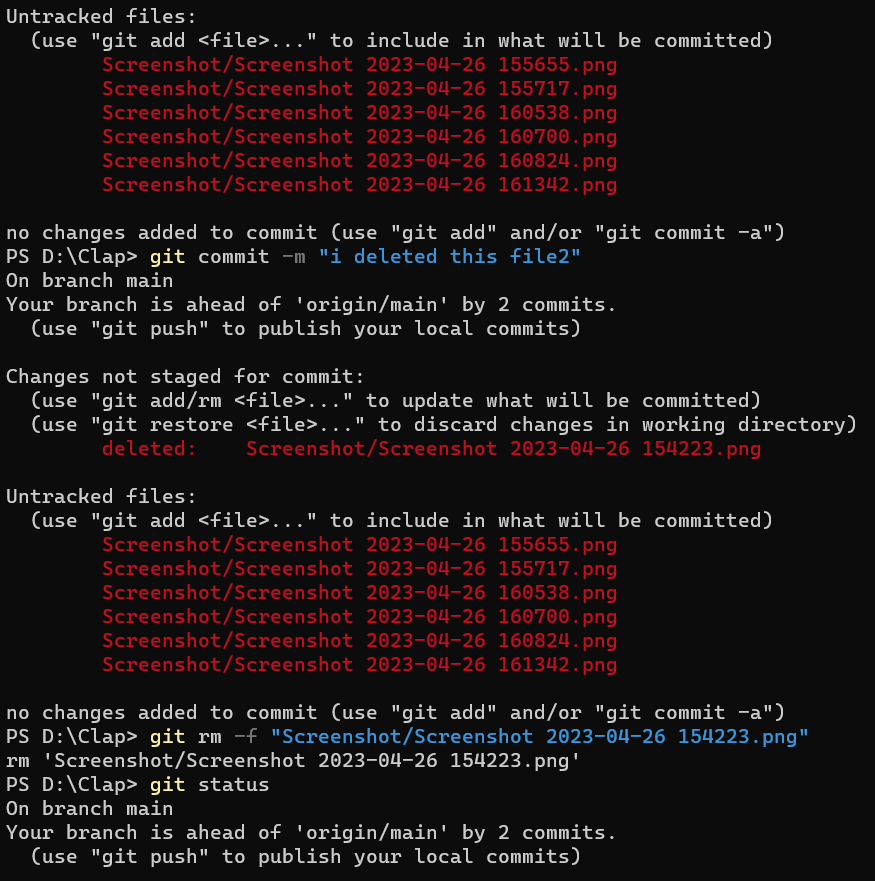 Untracked files:
  (use "git add <file>..." to include in what will be committed)
        Screenshot/Screenshot 2023-04-26 155655.png
        Screenshot/Screenshot 2023-04-26 155717.png
        Screenshot/Screenshot 2023-04-26 160538.png
        Screenshot/Screenshot 2023-04-26 160700.png
        Screenshot/Screenshot 2023-04-26 160824.png
        Screenshot/Screenshot 2023-04-26 161342.png

no changes added to commit (use "git add" and/or "git commit -a")
PS D:\Clap> git commit -m "i deleted this file2"
On branch main
Your branch is ahead of 'origin/main' by 2 commits.
  (use "git push" to publish your local commits)

Changes not staged for commit:
  (use "git add/rm <file>..." to update what will be committed)
  (use "git restore <file>..." to discard changes in working directory)
        deleted:    Screenshot/Screenshot 2023-04-26 154223.png

Untracked files:
  (use "git add <file>..." to include in what will be committed)
        Screenshot/Screenshot 2023-04-26 155655.png
        Screenshot/Screenshot 2023-04-26 155717.png
        Screenshot/Screenshot 2023-04-26 160538.png
        Screenshot/Screenshot 2023-04-26 160700.png
        Screenshot/Screenshot 2023-04-26 160824.png
        Screenshot/Screenshot 2023-04-26 161342.png

no changes added to commit (use "git add" and/or "git commit -a")
PS D:\Clap> git rm -f "Screenshot/Screenshot 2023-04-26 154223.png"
rm 'Screenshot/Screenshot 2023-04-26 154223.png'
PS D:\Clap> git status
On branch main
Your branch is ahead of 'origin/main' by 2 commits.
  (use "git push" to publish your local commits)